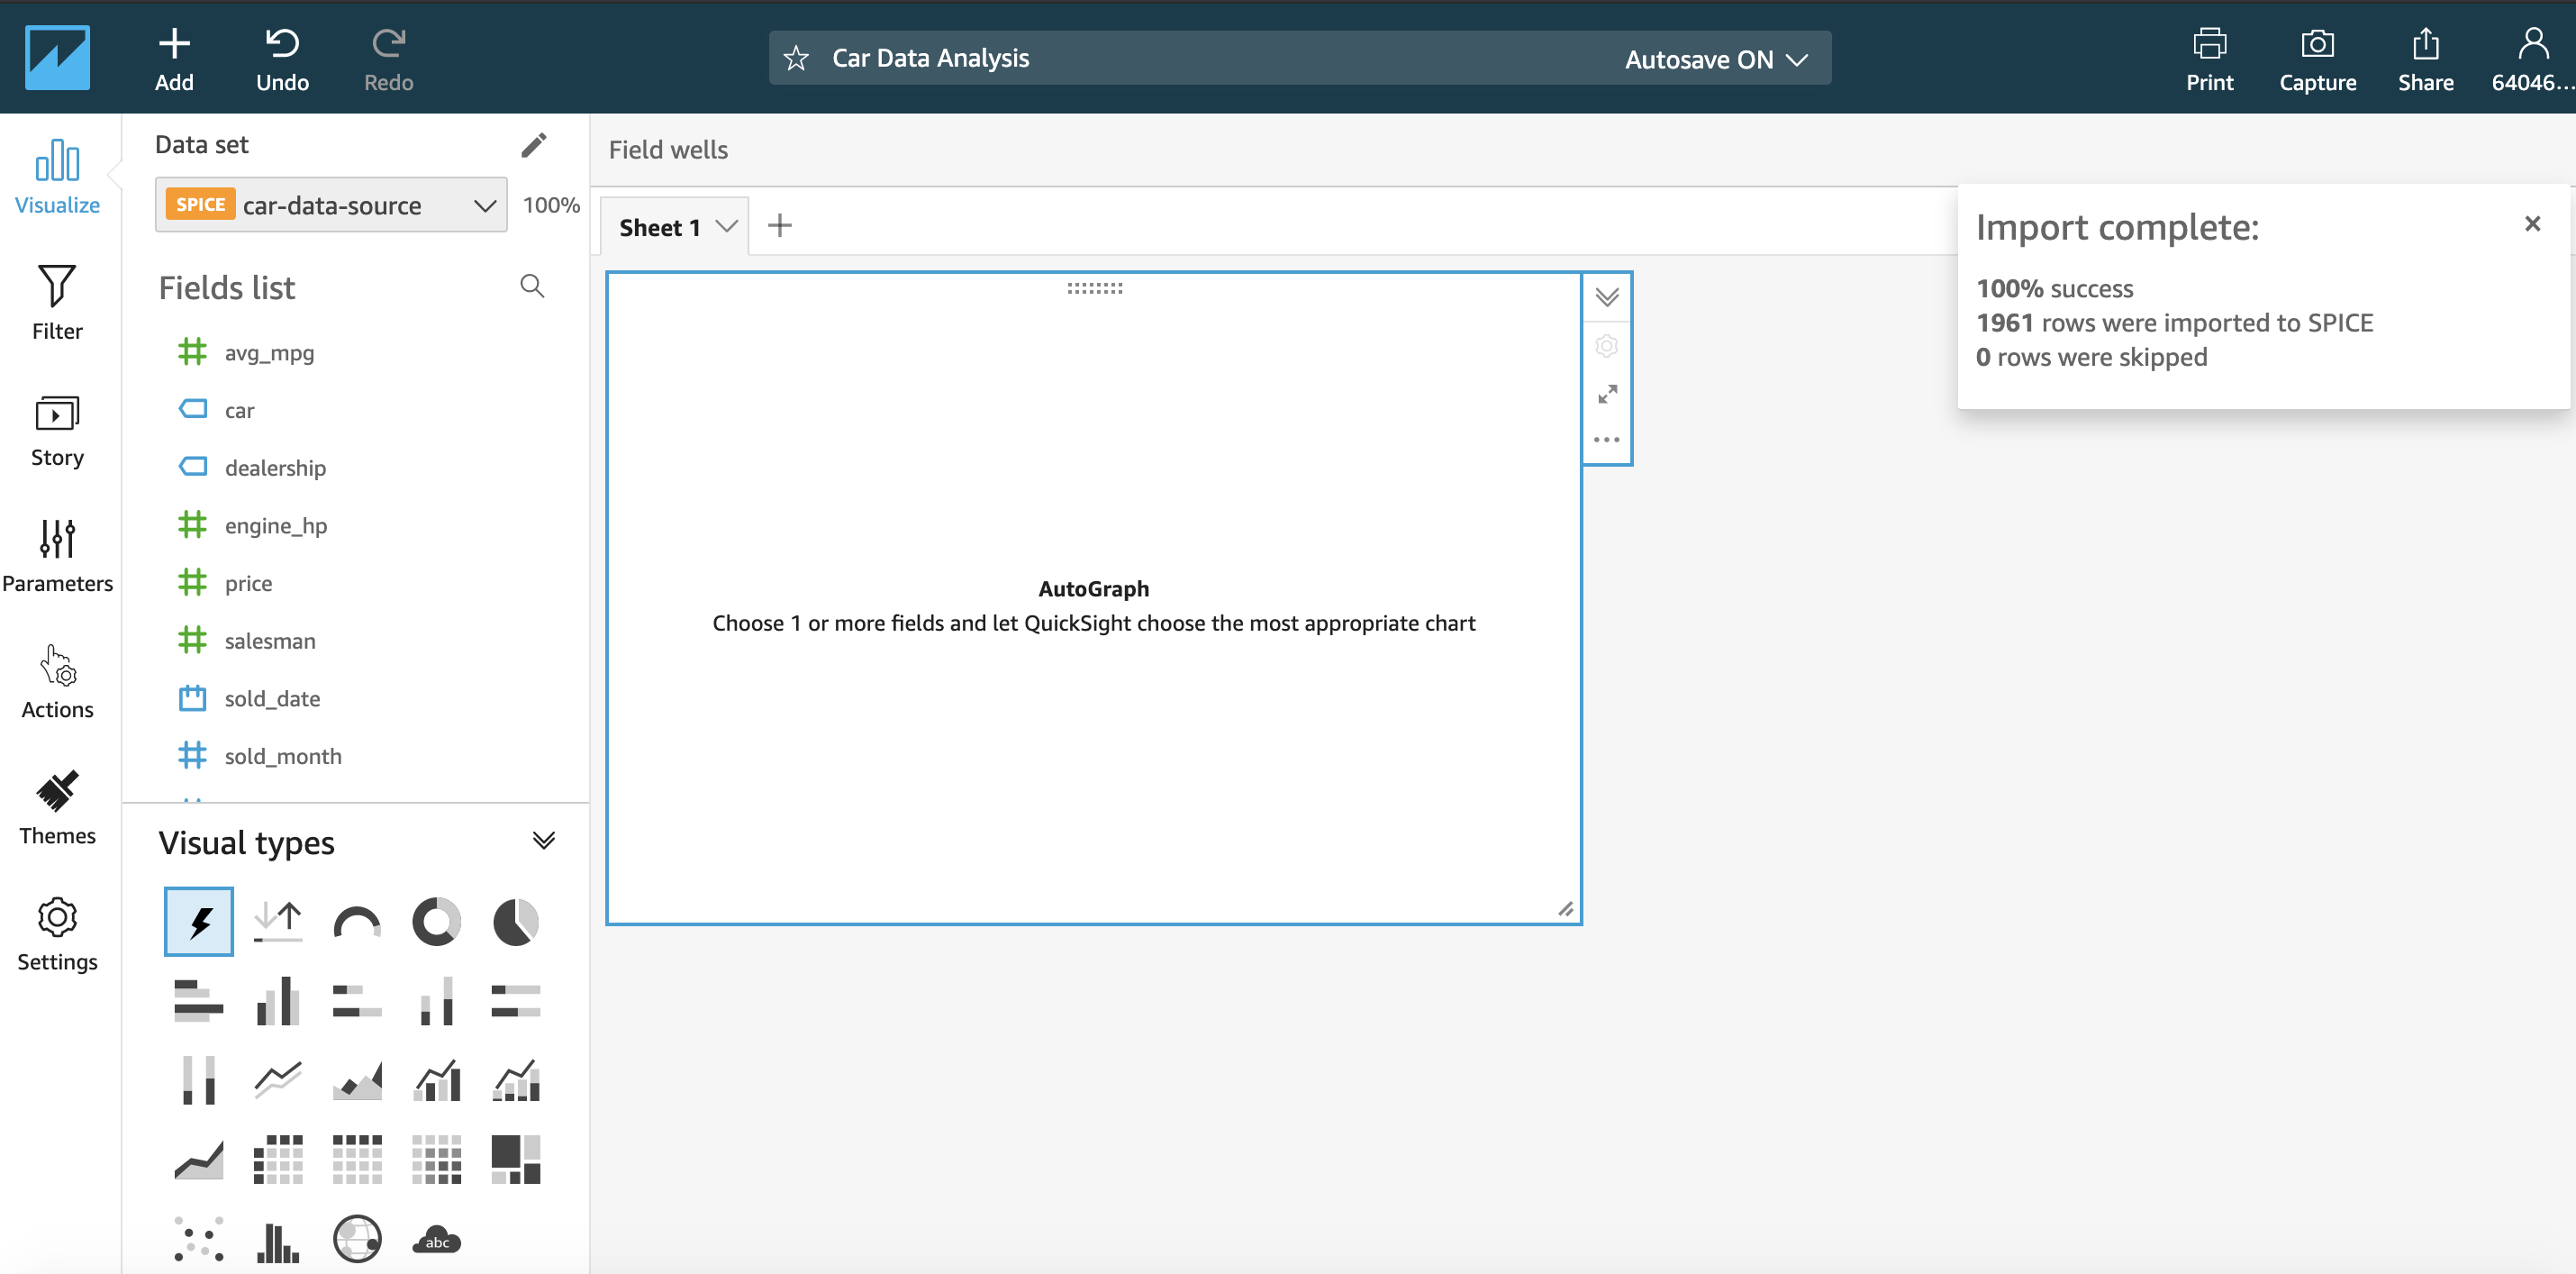 Add
Undo
Redo
Car Data Analysis
Autosave ON
Print
Capture
Share
64046...
Visualize
Filter
Story
Parameters
Actions
Themes
Settings
Data set
SPICE car-data-source
100%
Fields list
avg_mpg
car
dealership
engine_hp
price
salesman
sold_date
sold_month
Visual types
abc
Field wells
Sheet 1
AutoGraph
Choose 1 or more fields and let QuickSight choose the most appropriate chart
Import complete:
100% success
1961 rows were imported to SPICE
0 rows were skipped